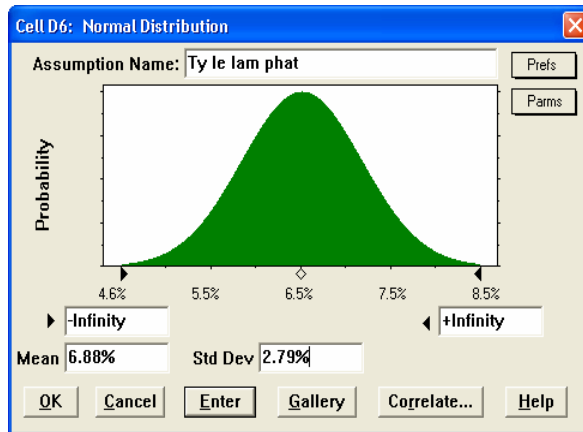 Cell D6: Normal Distribution
Assumption Name: Ty le lam phat
Prefs
Parms
Probability
4.6% 5.5% 6.5% 7.5% 8.5%
-Infinity +Infinity
Mean 6.88% Std Dev 2.79%
OK Cancel Enter Gallery Correlate... Help